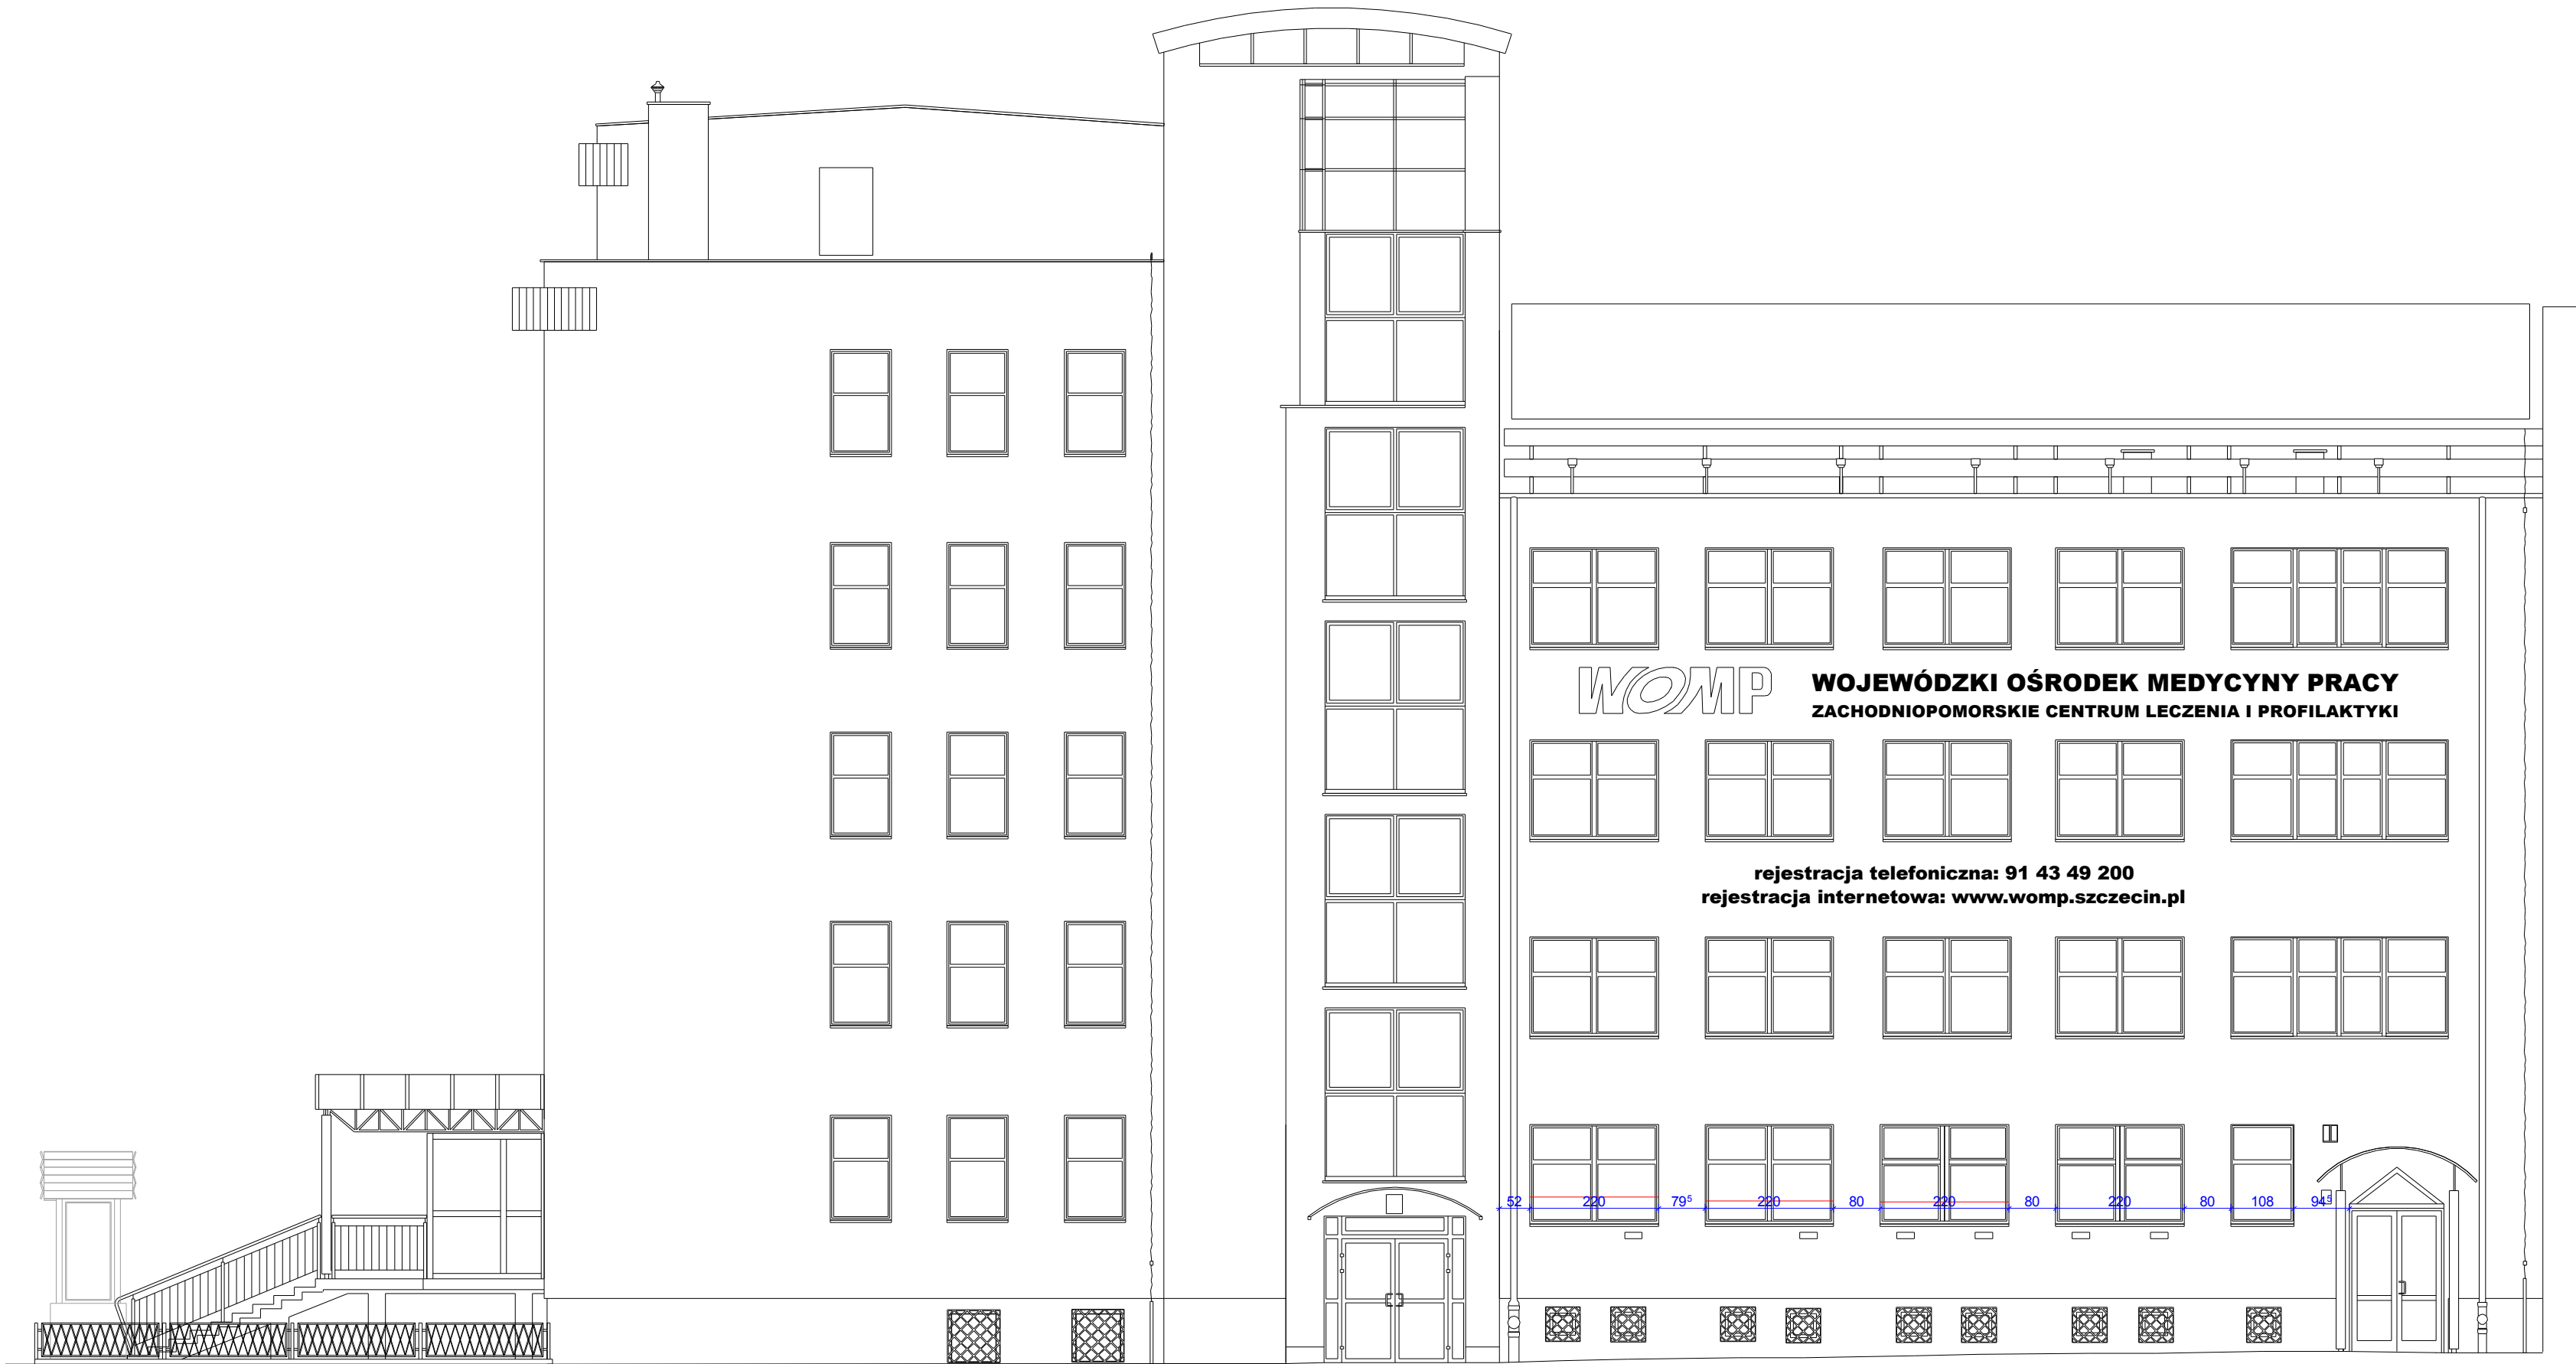 WOMP
WOJEWÓDZKI OŚRODEK MEDYCYNY PRACY
ZACHODNIOPOMORSKIE CENTRUM LECZENIA I PROFILAKTYKI
rejestracja telefoniczna: 91 43 49 200
rejestracja internetowa: www.womp.szczecin.pl
52 220 79⁵ 220 80 220 80 220 80 108 94⁵